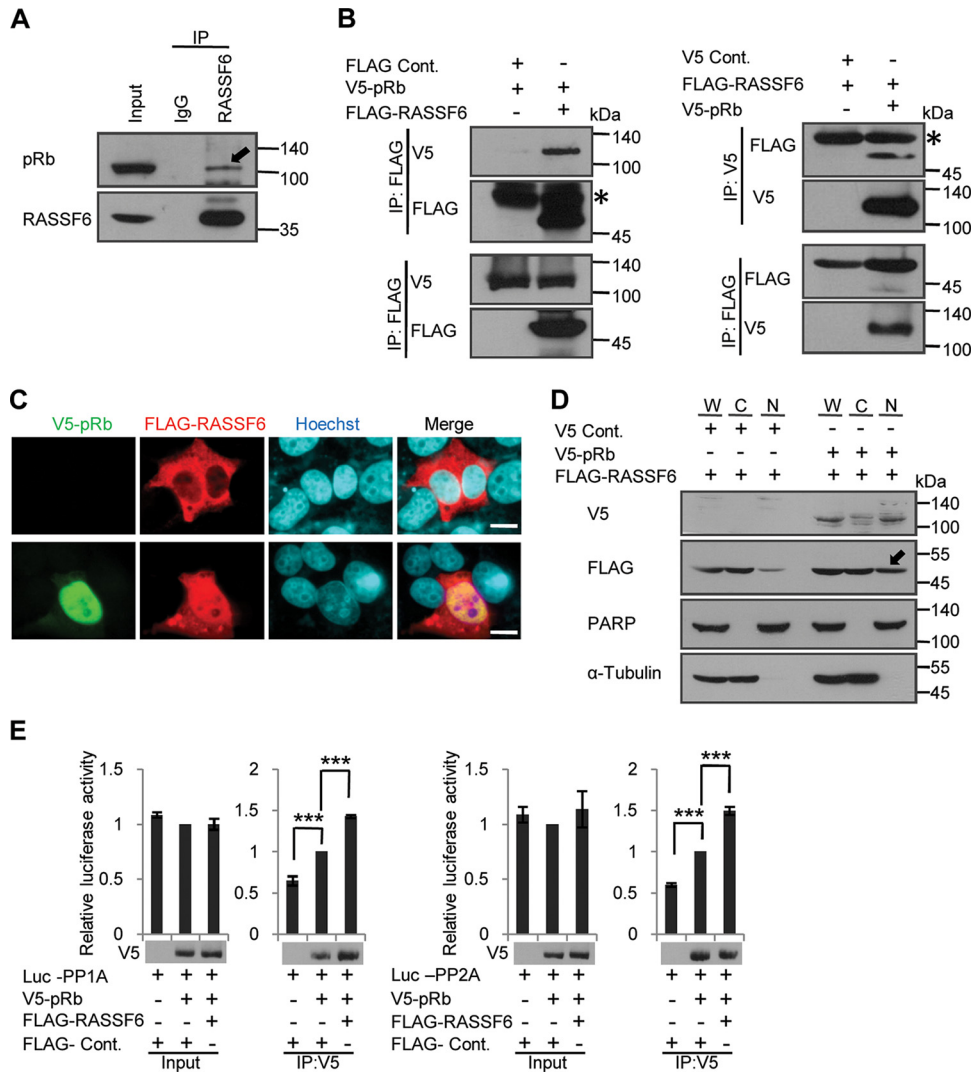 A
IP
Input
IgG
RASSF6
pRb
140
100
RASSF6
35
B
FLAG Cont. + -
V5-pRb + +
FLAG-RASSF6 - +
kDa
IP: FLAG
V5
140
100
FLAG
*
45
IP: FLAG
V5
140
100
FLAG
45
V5 Cont. + -
FLAG-RASSF6 + +
V5-pRb - +
kDa
IP: V5
FLAG
*
45
V5
140
100
IP: FLAG
FLAG
45
V5
140
100
C
V5-pRb FLAG-RASSF6 Hoechst Merge
D
W C N W C N
V5 Cont. + + + - - -
V5-pRb - - - + + +
FLAG-RASSF6 + + + + + +
kDa
V5
140
100
FLAG
55
45
PARP
140
100
α-Tubulin
55
45
E
Relative luciferase activity
1.5
1
0.5
0
2
1.5
1
0.5
0
***
***
V5
Luc -PP1A + + + + + +
V5-pRb - + + - + +
FLAG-RASSF6 + +
FLAG- Cont. + + - + + -
Input IP:V5
Relative luciferase activity
1.5
1
0.5
0
2
1.5
1
0.5
0
***
***
V5
Luc –PP2A + + + + + +
V5-pRb - + + - + +
FLAG-RASSF6 + +
FLAG- Cont. + + - + + -
Input IP:V5